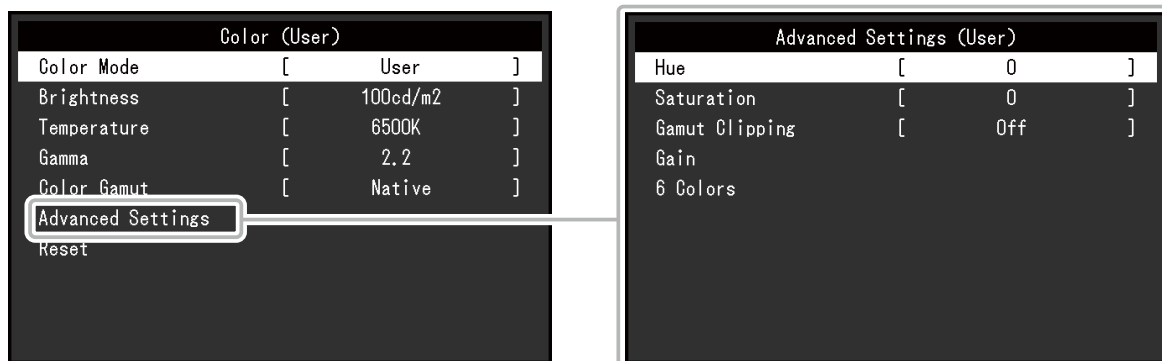 Color (User)
Color Mode [ User ]
Brightness [ 100cd/m2 ]
Temperature [ 6500K ]
Gamma [ 2.2 ]
Color Gamut [ Native ]
Advanced Settings
Reset
Advanced Settings (User)
Hue [ 0 ]
Saturation [ 0 ]
Gamut Clipping [ Off ]
Gain
6 Colors